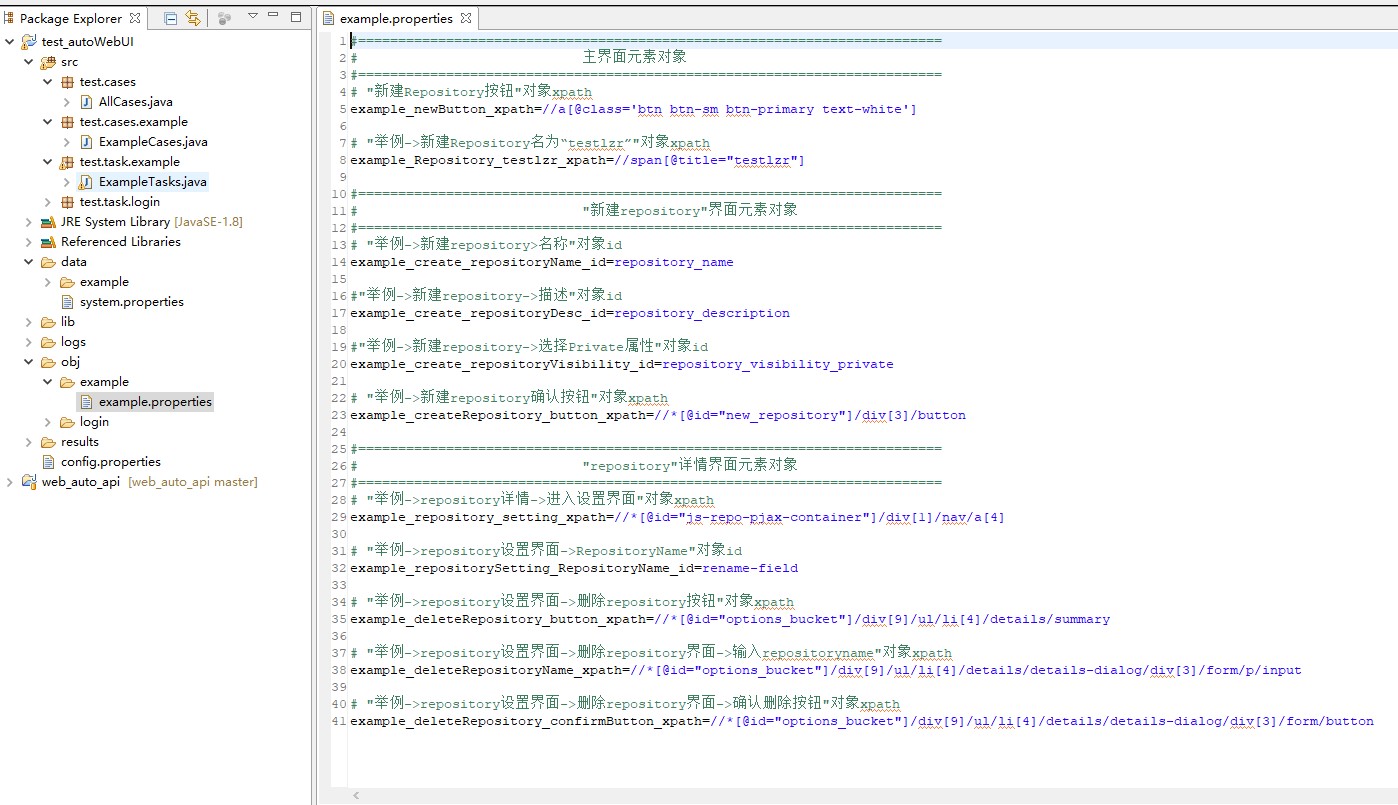 Package Explorer
test_autoWebUI
src
test.cases
AllCases.java
test.cases.example
ExampleCases.java
test.task.example
ExampleTasks.java
test.task.login
JRE System Library [JavaSE-1.8]
Referenced Libraries
data
example
system.properties
lib
logs
obj
example
example.properties
login
results
config.properties
web_auto_api [web_auto_api master]
example.properties
1 #=========================================================================
2 # 主界面元素对象
3 #=========================================================================
4 # "新建Repository按钮"对象xpath
5 example_newButton_xpath=//a[@class='btn btn-sm btn-primary text-white']
6
7 # "举例->新建Repository名为“testlzr”"对象xpath
8 example_Repository_testlzr_xpath=//span[@title="testlzr"]
9
10 #=========================================================================
11 # "新建repository"界面元素对象
12 #=========================================================================
13 # "举例->新建repository>名称"对象id
14 example_create_repositoryName_id=repository_name
15
16 #"举例->新建repository->描述"对象id
17 example_create_repositoryDesc_id=repository_description
18
19 #"举例->新建repository->选择Private属性"对象id
20 example_create_repositoryVisibility_id=repository_visibility_private
21
22 # "举例->新建repository确认按钮"对象xpath
23 example_createRepository_button_xpath=//*[@id="new_repository"]/div[3]/button
24
25 #=========================================================================
26 # "repository"详情界面元素对象
27 #=========================================================================
28 # "举例->repository详情->进入设置界面"对象xpath
29 example_repository_setting_xpath=//*[@id="js-repo-pjax-container"]/div[1]/nav/a[4]
30
31 # "举例->repository设置界面->RepositoryName"对象id
32 example_repositorySetting_RepositoryName_id=rename-field
33
34 # "举例->repository设置界面->删除repository按钮"对象xpath
35 example_deleteRepository_button_xpath=//*[@id="options_bucket"]/div[9]/ul/li[4]/details/summary
36
37 # "举例->repository设置界面->删除repository界面->输入repositoryname"对象xpath
38 example_deleteRepositoryName_xpath=//*[@id="options_bucket"]/div[9]/ul/li[4]/details/details-dialog/div[3]/form/p/input
39
40 # "举例->repository设置界面->删除repository界面->确认删除按钮"对象xpath
41 example_deleteRepository_confirmButton_xpath=//*[@id="options_bucket"]/div[9]/ul/li[4]/details/details-dialog/div[3]/form/button